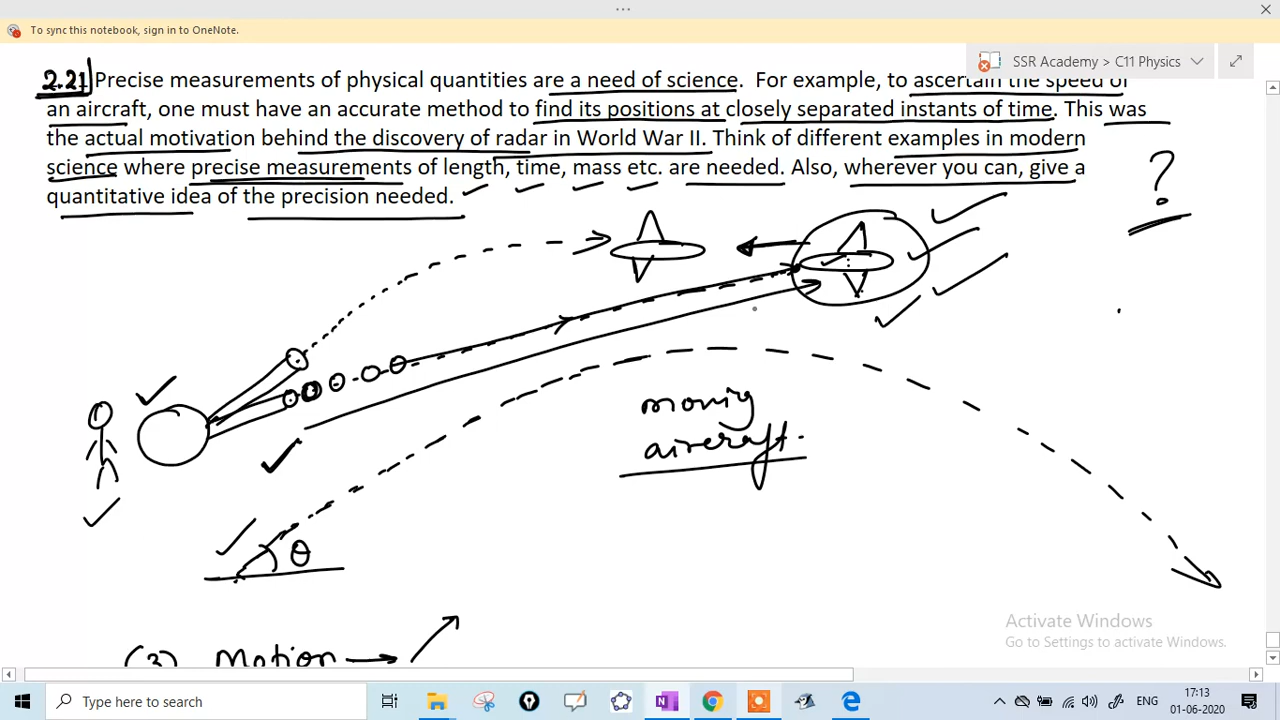 To sync this notebook, sign in to OneNote.
SSR Academy > C11 Physics
2.21 Precise measurements of physical quantities are a need of science. For example, to ascertain the speed of
an aircraft, one must have an accurate method to find its positions at closely separated instants of time. This was
the actual motivation behind the discovery of radar in World War II. Think of different examples in modern
science where precise measurements of length, time, mass etc. are needed. Also, wherever you can, give a
quantitative idea of the precision needed.
?
moving
aircraft.
θ
Activate Windows
Go to Settings to activate Windows.
(3) Motion
Type here to search
ENG
17:13
01-06-2020